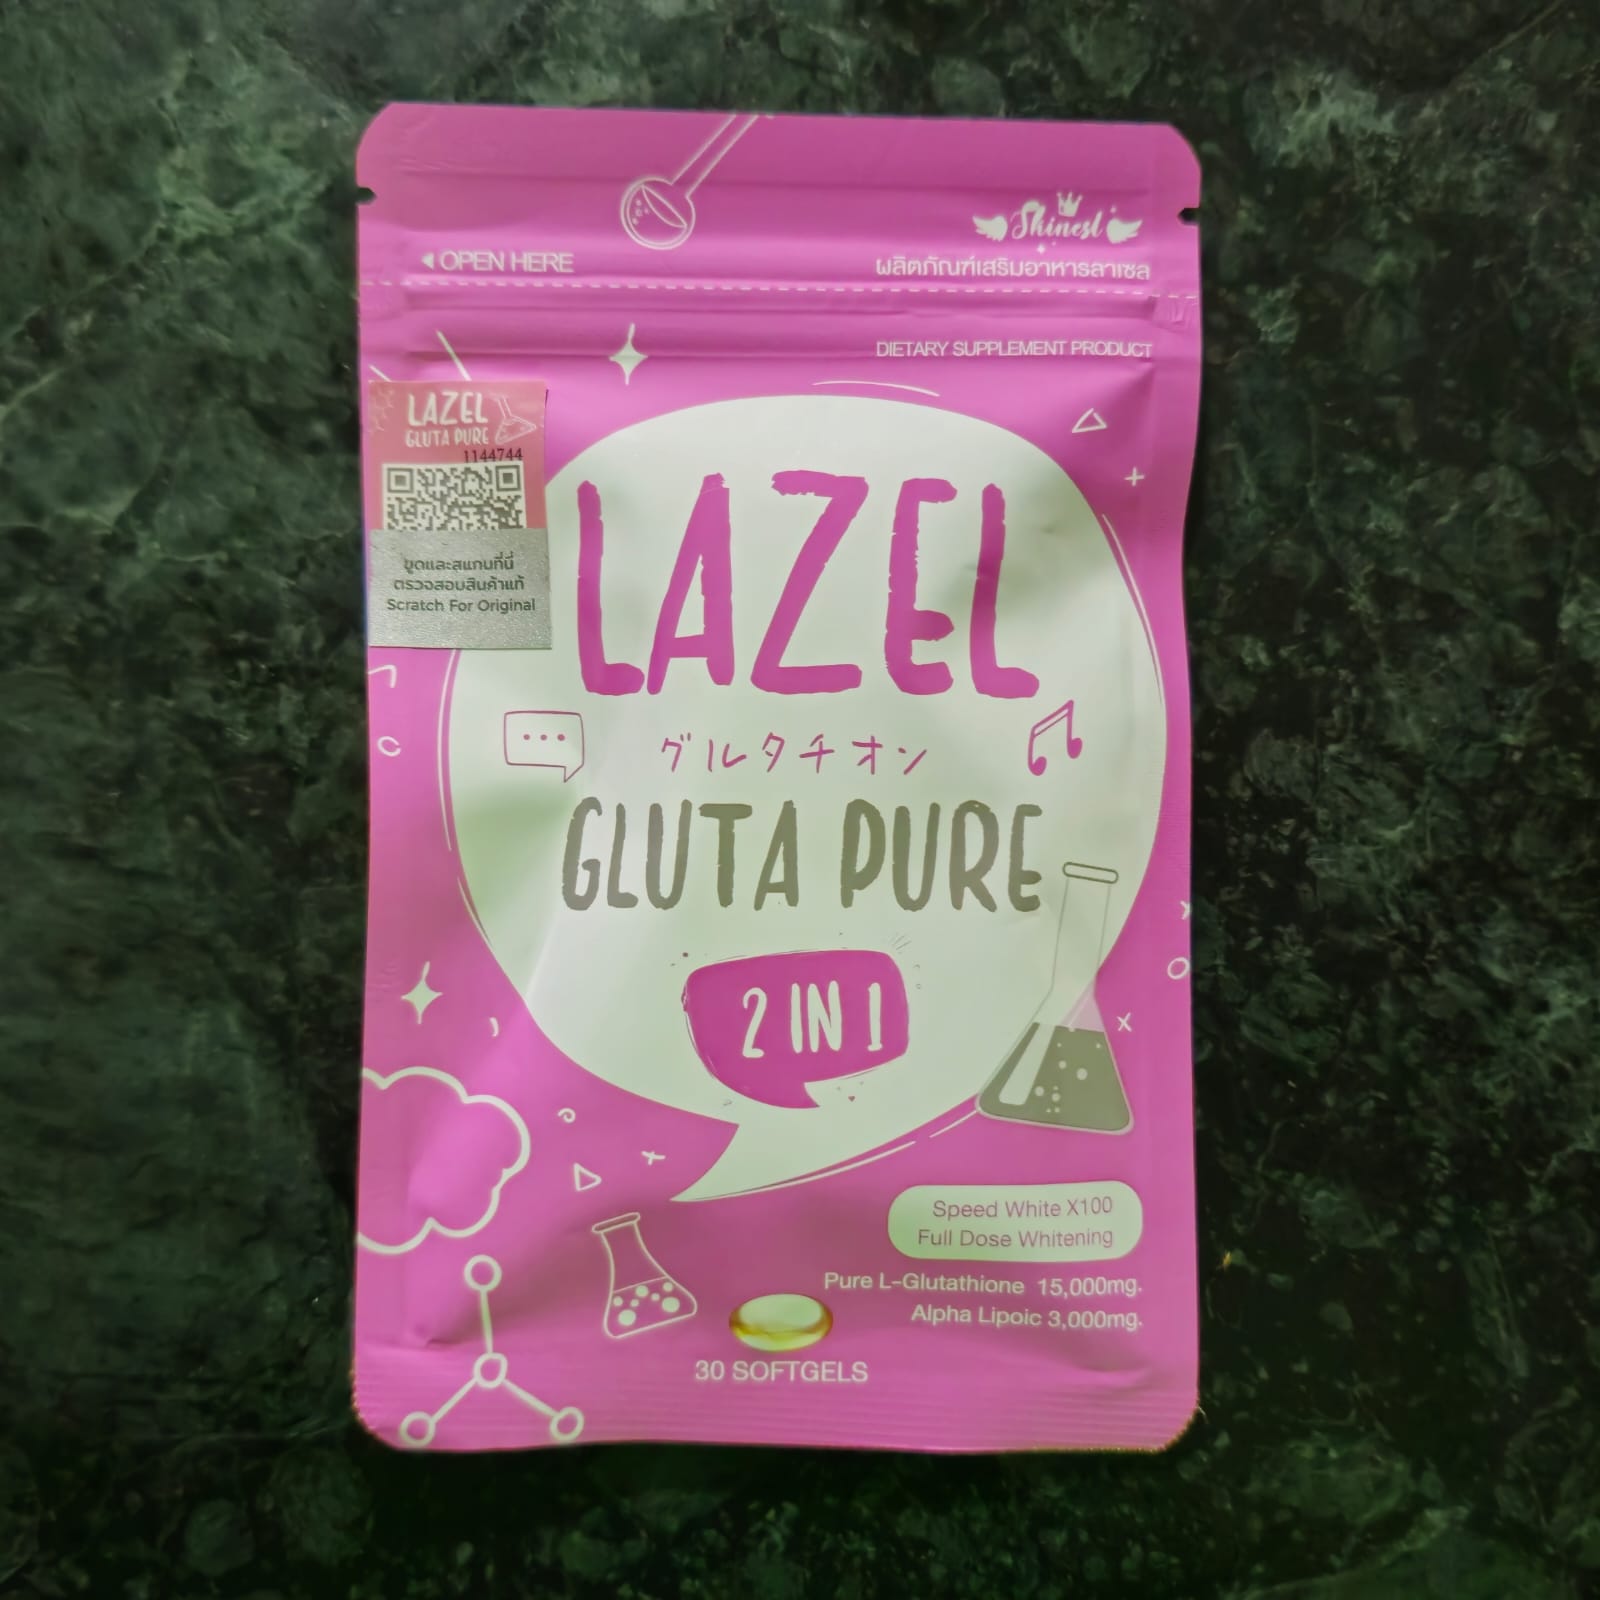 Shinesl
◀ OPEN HERE
ผลิตภัณฑ์เสริมอาหารลาเซล
DIETARY SUPPLEMENT PRODUCT
LAZEL
GLUTA PURE
1144744
ขูดและสแกนที่นี่
ตรวจสอบสินค้าแท้
Scratch For Original
LAZEL
グルタチオン
GLUTA PURE
2 IN 1
Speed White X100
Full Dose Whitening
Pure L-Glutathione 15,000mg.
Alpha Lipoic 3,000mg.
30 SOFTGELS